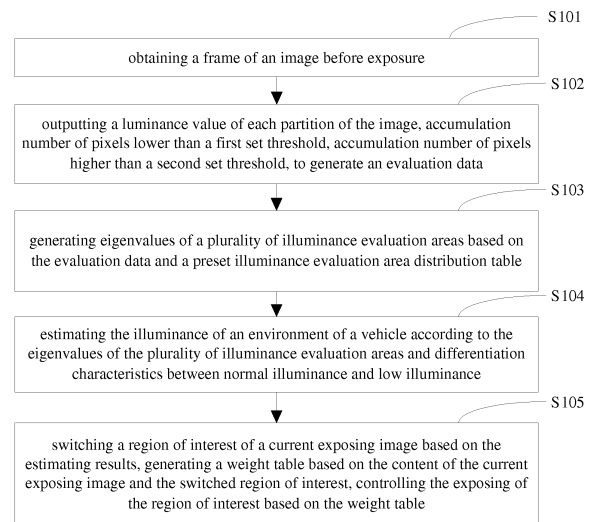 S101
obtaining a frame of an image before exposure
S102
outputting a luminance value of each partition of the image, accumulation
number of pixels lower than a first set threshold, accumulation number of pixels
higher than a second set threshold, to generate an evaluation data
S103
generating eigenvalues of a plurality of illuminance evaluation areas based on
the evaluation data and a preset illuminance evaluation area distribution table
S104
estimating the illuminance of an environment of a vehicle according to the
eigenvalues of the plurality of illuminance evaluation areas and differentiation
characteristics between normal illuminance and low illuminance
S105
switching a region of interest of a current exposing image based on the
estimating results, generating a weight table based on the content of the current
exposing image and the switched region of interest, controlling the exposing of
the region of interest based on the weight table